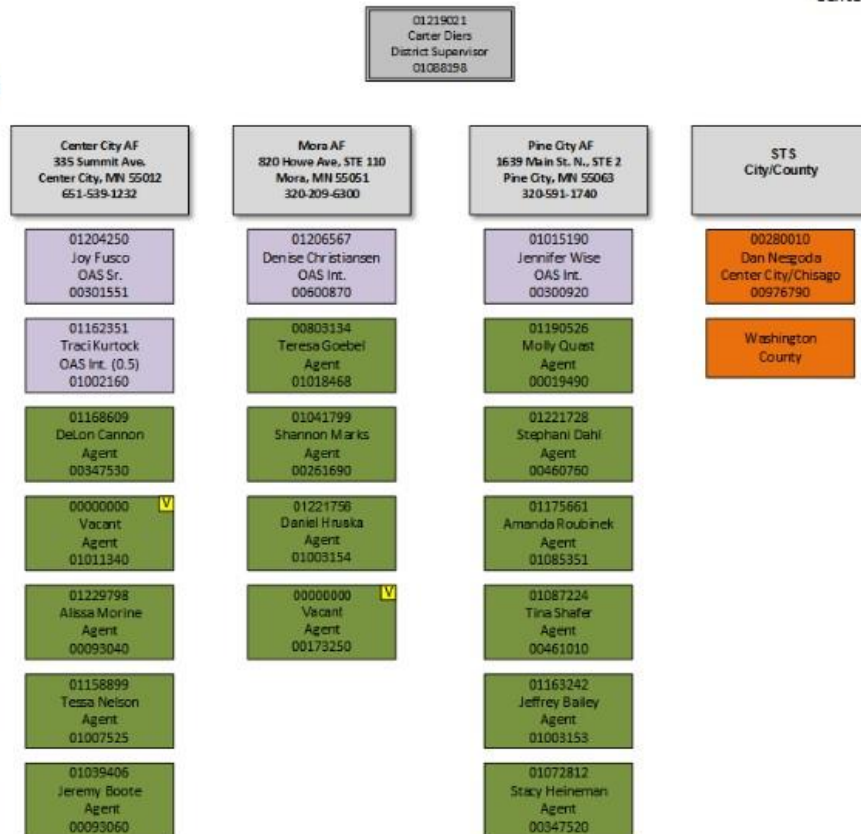 01219021
Carter Diers
District Supervisor
01088198
Center City AF
335 Summit Ave.
Center City, MN 55012
651-539-1232
01204250
Joy Fusco
OAS Sr.
00301551
01162351
Traci Kurtock
OAS Int. (0.5)
01002160
01168609
DeLon Cannon
Agent
00347530
00000000
V
Vacant
Agent
01011340
01229798
Alissa Morine
Agent
00093040
01158899
Tessa Nelson
Agent
01007525
01039406
Jeremy Boote
Agent
00093060
Mora AF
820 Howe Ave, STE 110
Mora, MN 55051
320-209-6300
01206567
Denise Christiansen
OAS Int.
00600870
00803134
Teresa Goebel
Agent
01018468
01041799
Shannon Marks
Agent
00261690
01221756
Daniel Hruska
Agent
01003154
00000000
V
Vacant
Agent
00173250
Pine City AF
1639 Main St. N., STE 2
Pine City, MN 55063
320-591-1740
01015190
Jennifer Wise
OAS Int.
00300920
01190526
Molly Quast
Agent
00019490
01221728
Stephani Dahl
Agent
00460760
01175661
Amanda Roubinek
Agent
01085351
01087224
Tina Shafer
Agent
00461010
01163242
Jeffrey Bailey
Agent
01003153
01072812
Stacy Heineman
Agent
00347520
STS
City/County
00280010
Dan Nesgoda
Center City/Chisago
00976790
Washington
County